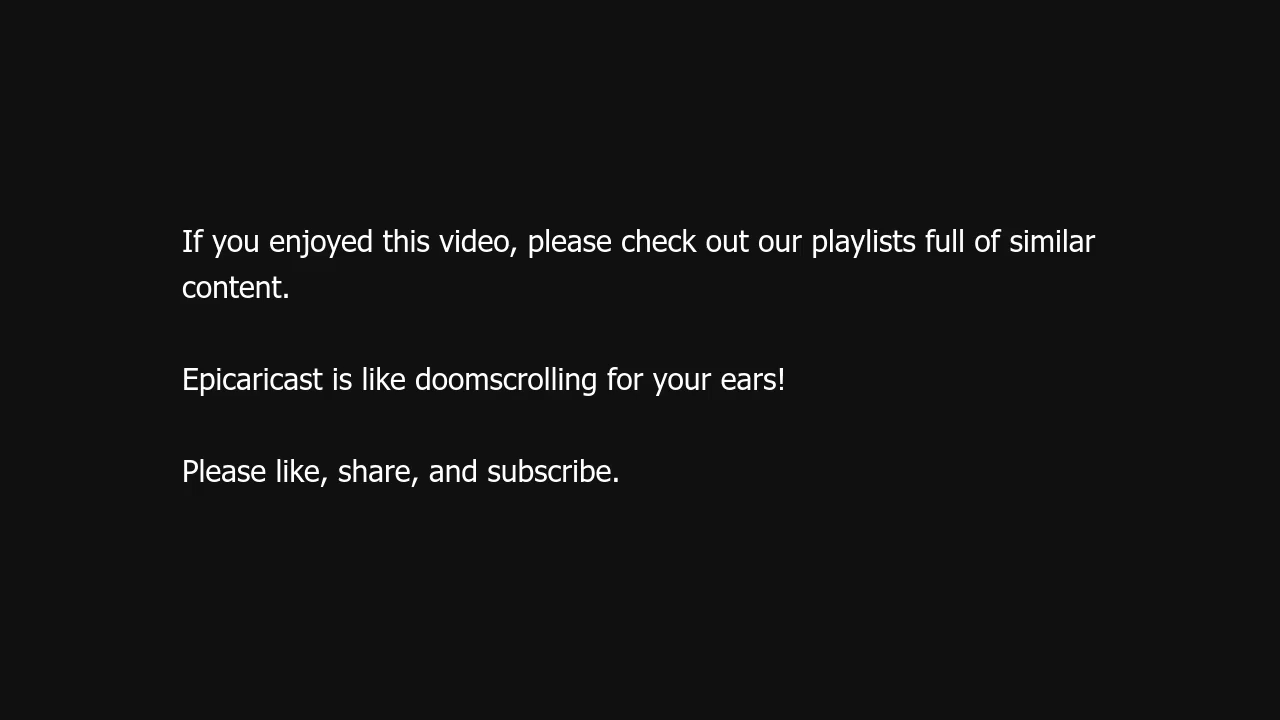 If you enjoyed this video, please check out our playlists full of similar
content.
Epicaricast is like doomscrolling for your ears!
Please like, share, and subscribe.